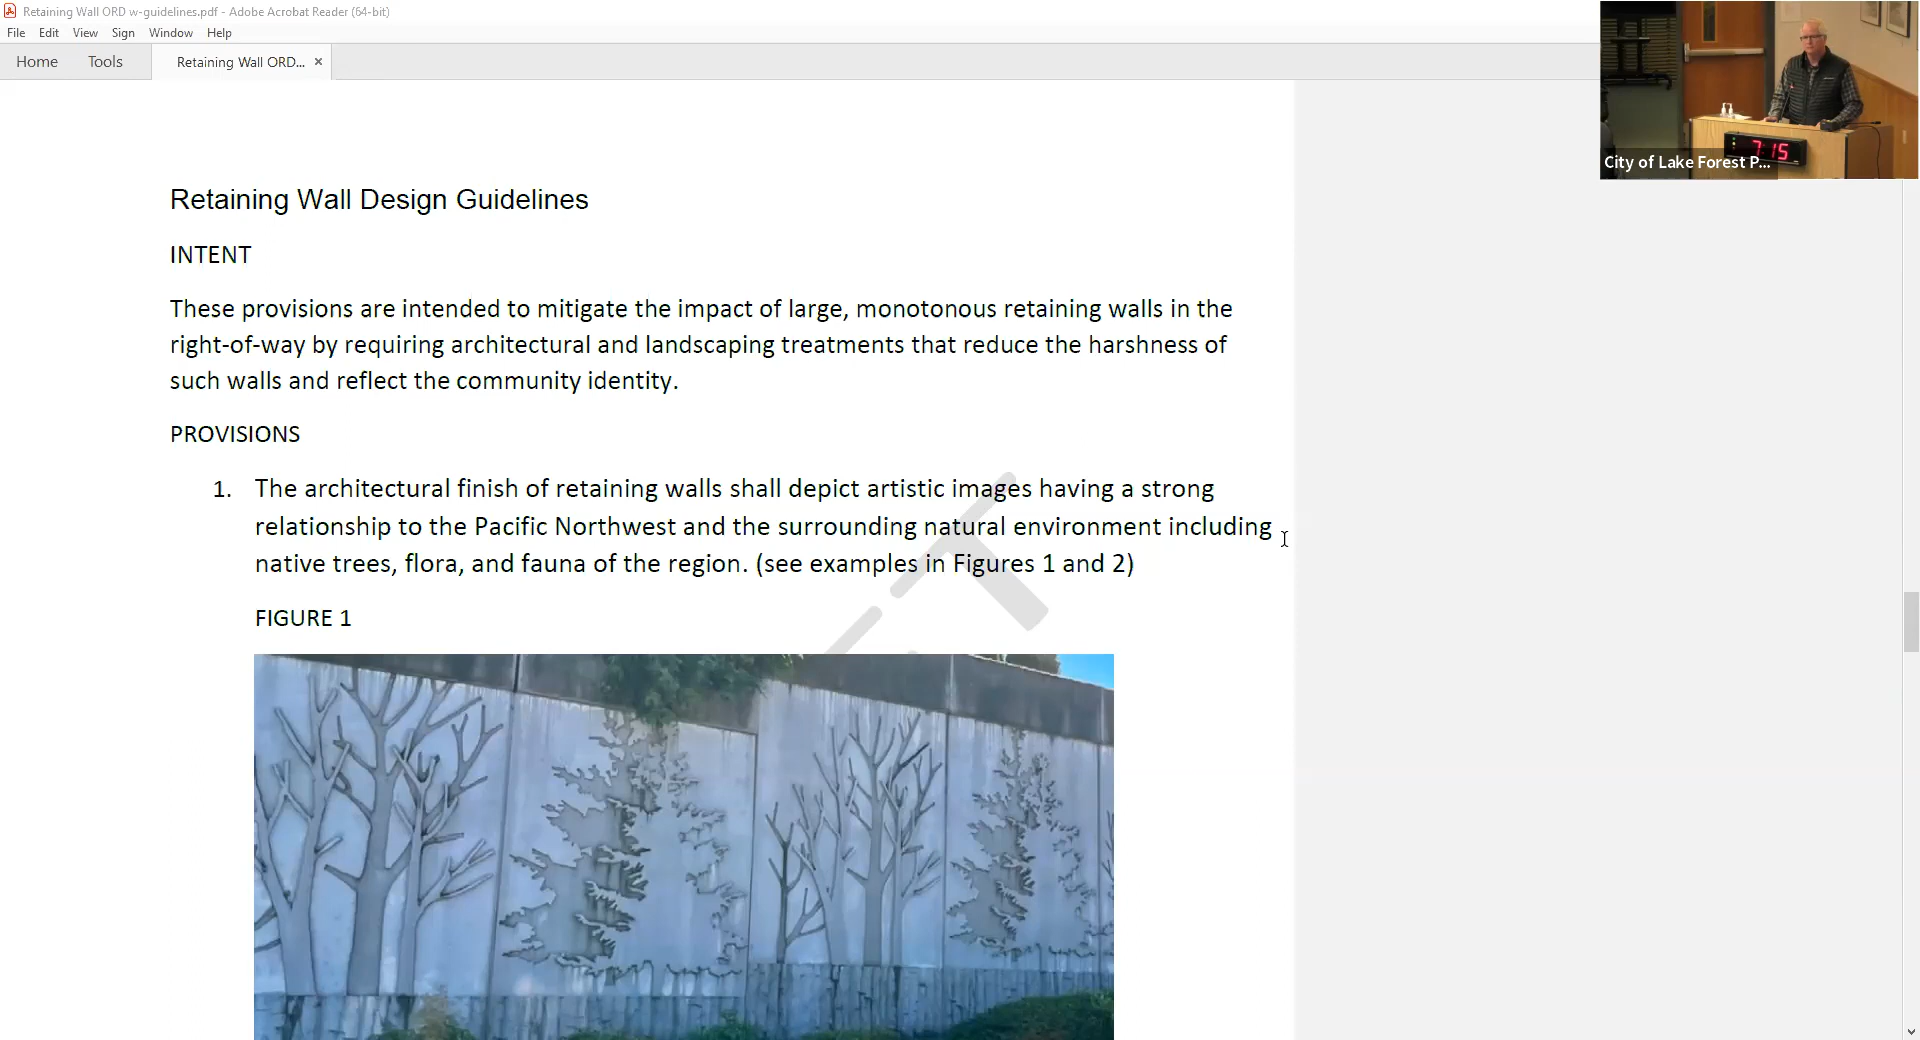 Retaining Wall ORD w-guidelines.pdf - Adobe Acrobat Reader (64-bit)
File Edit View Sign Window Help
Home Tools Retaining Wall ORD... ×
7:15
City of Lake Forest P...
Retaining Wall Design Guidelines
INTENT
These provisions are intended to mitigate the impact of large, monotonous retaining walls in the
right-of-way by requiring architectural and landscaping treatments that reduce the harshness of
such walls and reflect the community identity.
PROVISIONS
1. The architectural finish of retaining walls shall depict artistic images having a strong
relationship to the Pacific Northwest and the surrounding natural environment including
native trees, flora, and fauna of the region. (see examples in Figures 1 and 2)
FIGURE 1